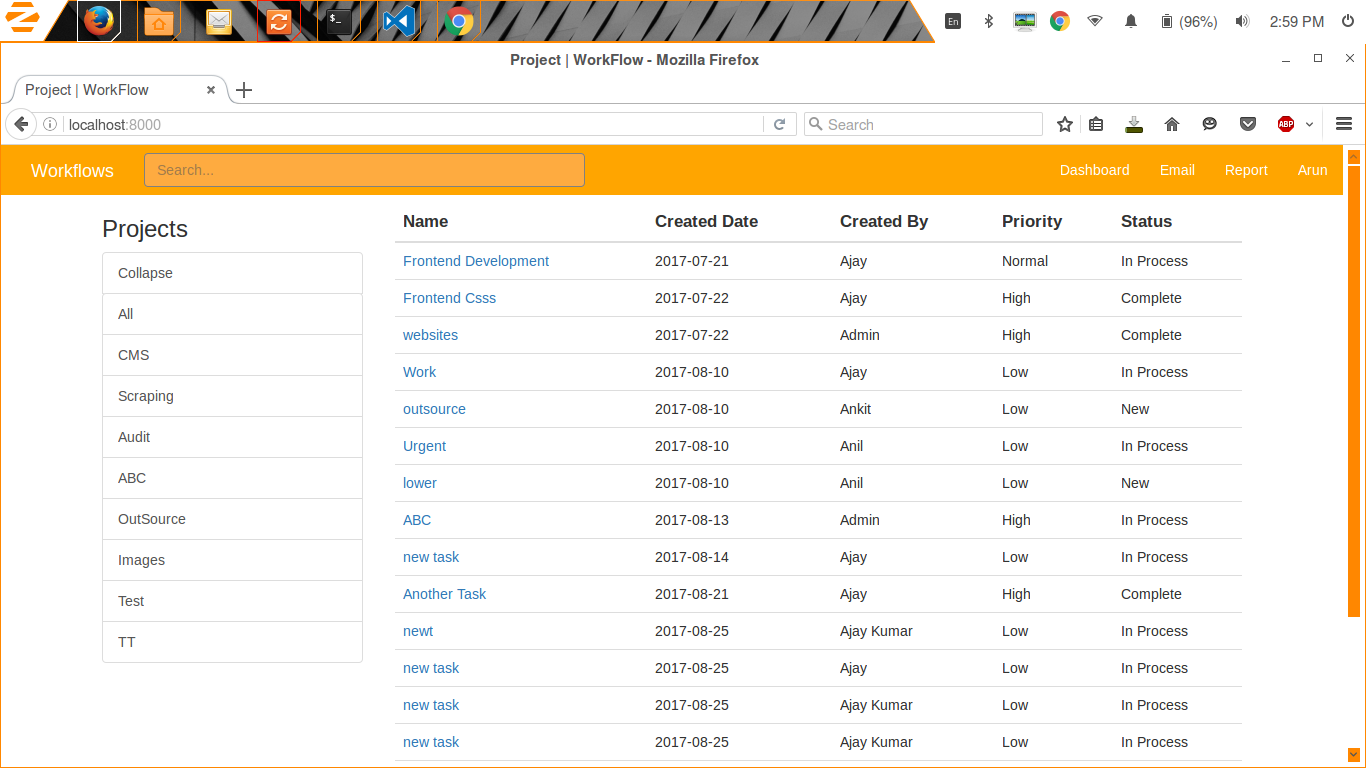 En (96%) 2:59 PM
Project | WorkFlow - Mozilla Firefox
Project | WorkFlow
localhost:8000 Search ABP
Workflows Search... Dashboard Email Report Arun
Projects
Collapse
All
CMS
Scraping
Audit
ABC
OutSource
Images
Test
TT
Name Created Date Created By Priority Status
Frontend Development 2017-07-21 Ajay Normal In Process
Frontend Csss 2017-07-22 Ajay High Complete
websites 2017-07-22 Admin High Complete
Work 2017-08-10 Ajay Low In Process
outsource 2017-08-10 Ankit Low New
Urgent 2017-08-10 Anil Low In Process
lower 2017-08-10 Anil Low New
ABC 2017-08-13 Admin High In Process
new task 2017-08-14 Ajay Low In Process
Another Task 2017-08-21 Ajay High Complete
newt 2017-08-25 Ajay Kumar Low In Process
new task 2017-08-25 Ajay Low In Process
new task 2017-08-25 Ajay Kumar Low In Process
new task 2017-08-25 Ajay Kumar Low In Process